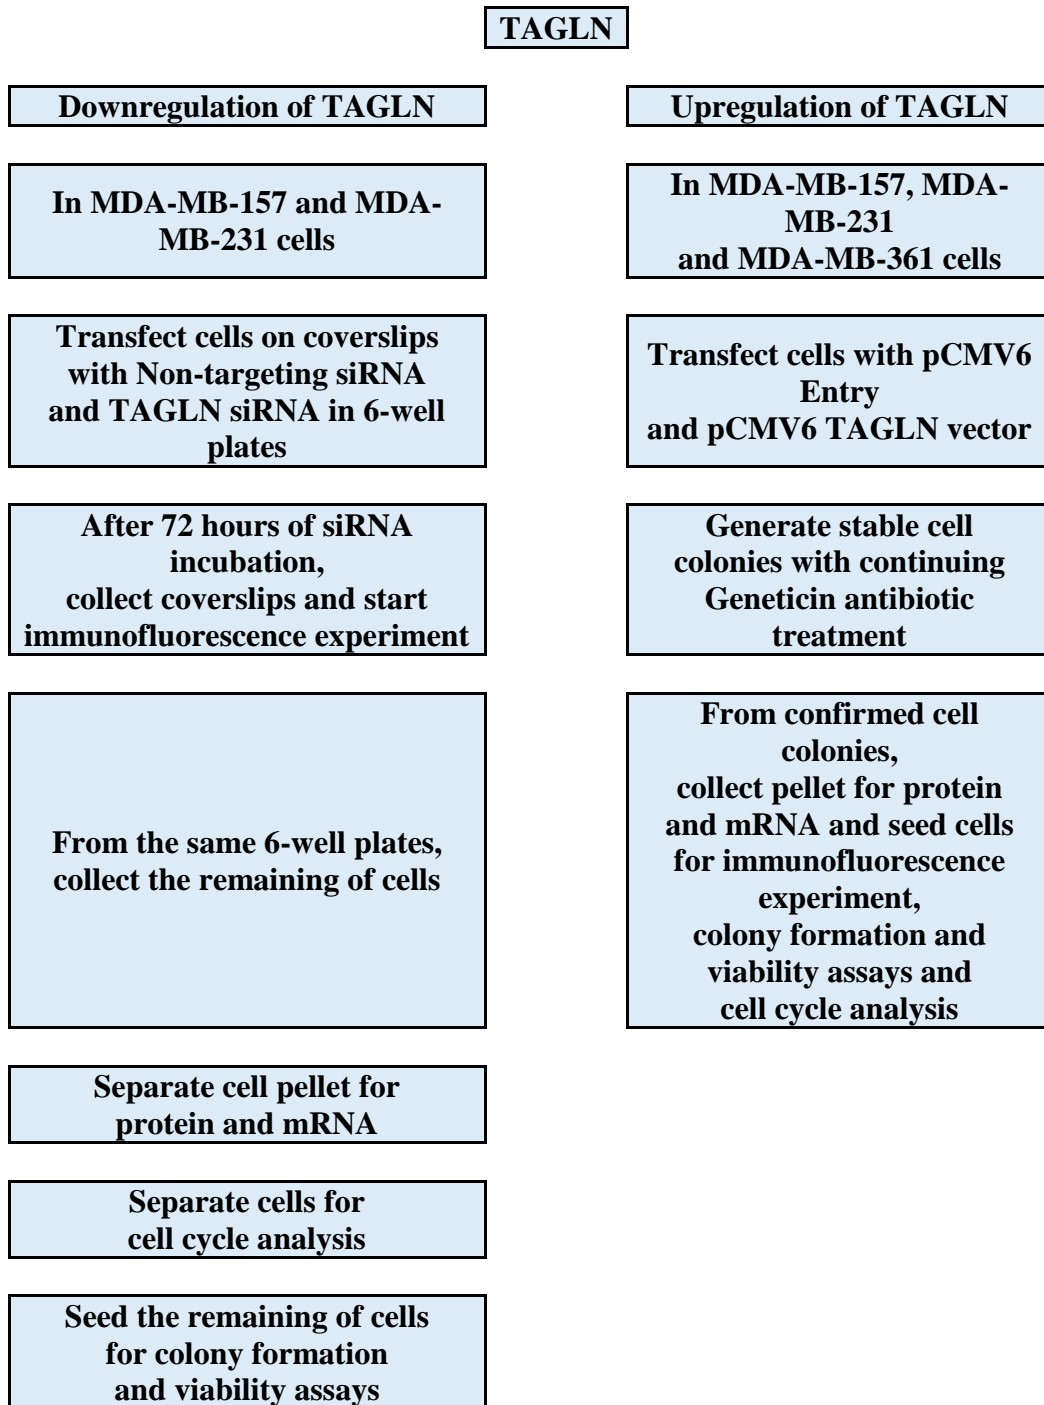 TAGLN
Downregulation of TAGLN
Upregulation of TAGLN
In MDA-MB-157 and MDA-
MB-231 cells
In MDA-MB-157, MDA-
MB-231
and MDA-MB-361 cells
Transfect cells on coverslips
with Non-targeting siRNA
and TAGLN siRNA in 6-well
plates
Transfect cells with pCMV6
Entry
and pCMV6 TAGLN vector
After 72 hours of siRNA
incubation,
collect coverslips and start
immunofluorescence experiment
Generate stable cell
colonies with continuing
Geneticin antibiotic
treatment
From the same 6-well plates,
collect the remaining of cells
From confirmed cell
colonies,
collect pellet for protein
and mRNA and seed cells
for immunofluorescence
experiment,
colony formation and
viability assays and
cell cycle analysis
Separate cell pellet for
protein and mRNA
Separate cells for
cell cycle analysis
Seed the remaining of cells
for colony formation
and viability assays